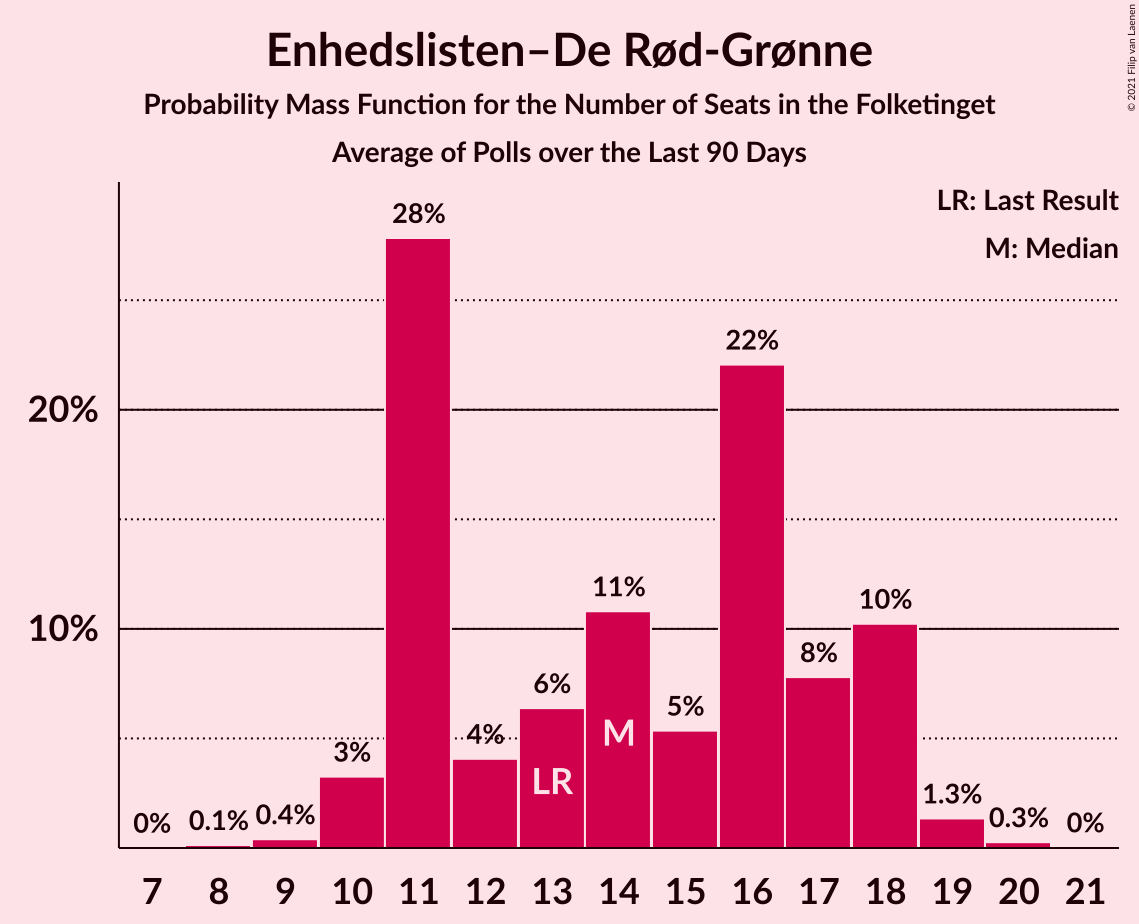 Enhedslisten–De Rød-Grønne
Probability Mass Function for the Number of Seats in the Folketinget
Average of Polls over the Last 90 Days
© 2021 Filip van Laenen
LR: Last Result
M: Median
20%
10%
0%
0.1%
0.4%
3%
28%
4%
6%
11%
5%
22%
8%
10%
1.3%
0.3%
0%
LR
M
7 8 9 10 11 12 13 14 15 16 17 18 19 20 21